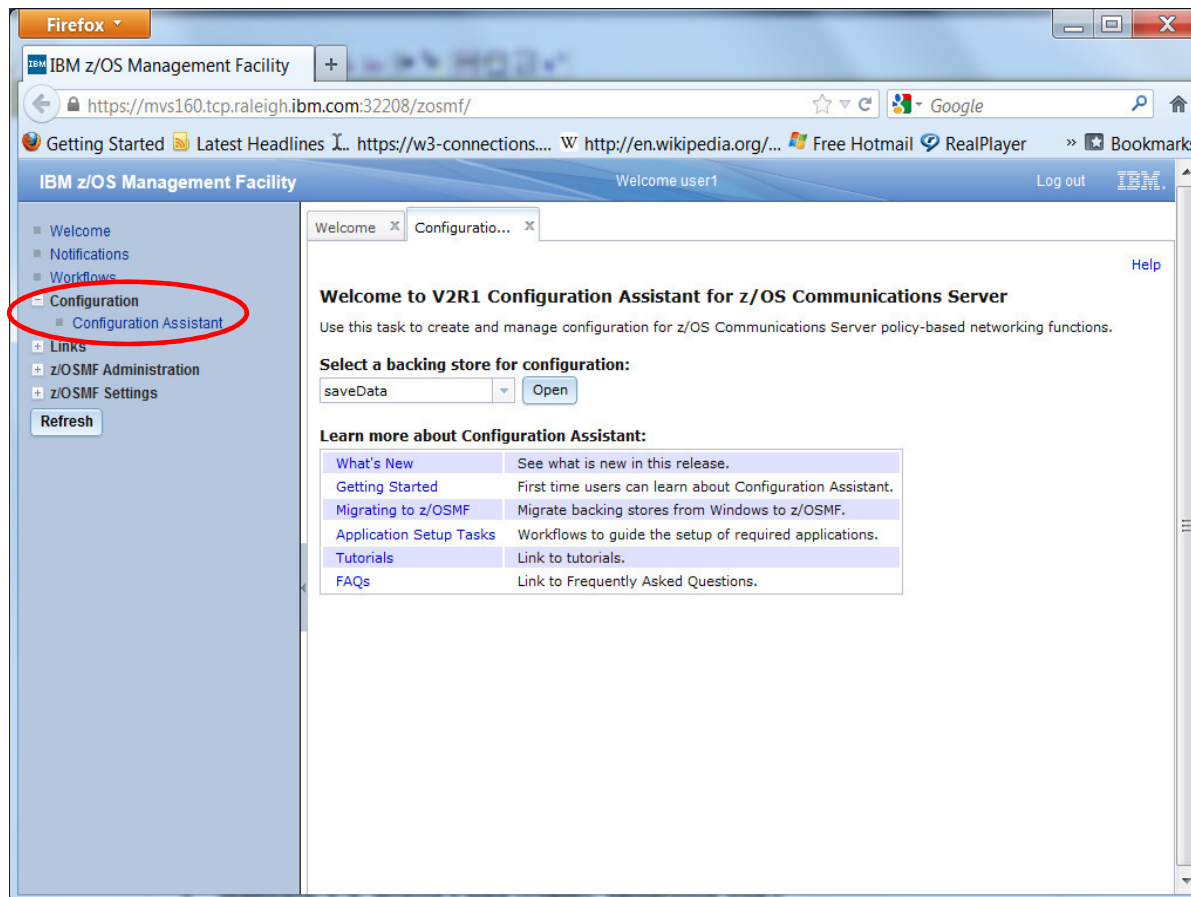 Firefox
IBM z/OS Management Facility
https://mvs160.tcp.raleigh.ibm.com:32208/zosmf/
Google
Getting Started Latest Headlines https://w3-connections.... W http://en.wikipedia.org/... Free Hotmail RealPlayer » Bookmarks
IBM z/OS Management Facility
Welcome user1
Log out
IBM.
Welcome
Notifications
Workflows
Configuration
Configuration Assistant
Links
z/OSMF Administration
z/OSMF Settings
Refresh
Welcome X
Configuratio... X
Help
Welcome to V2R1 Configuration Assistant for z/OS Communications Server
Use this task to create and manage configuration for z/OS Communications Server policy-based networking functions.
Select a backing store for configuration:
saveData
Open
Learn more about Configuration Assistant:
What's New See what is new in this release.
Getting Started First time users can learn about Configuration Assistant.
Migrating to z/OSMF Migrate backing stores from Windows to z/OSMF.
Application Setup Tasks Workflows to guide the setup of required applications.
Tutorials Link to tutorials.
FAQs Link to Frequently Asked Questions.